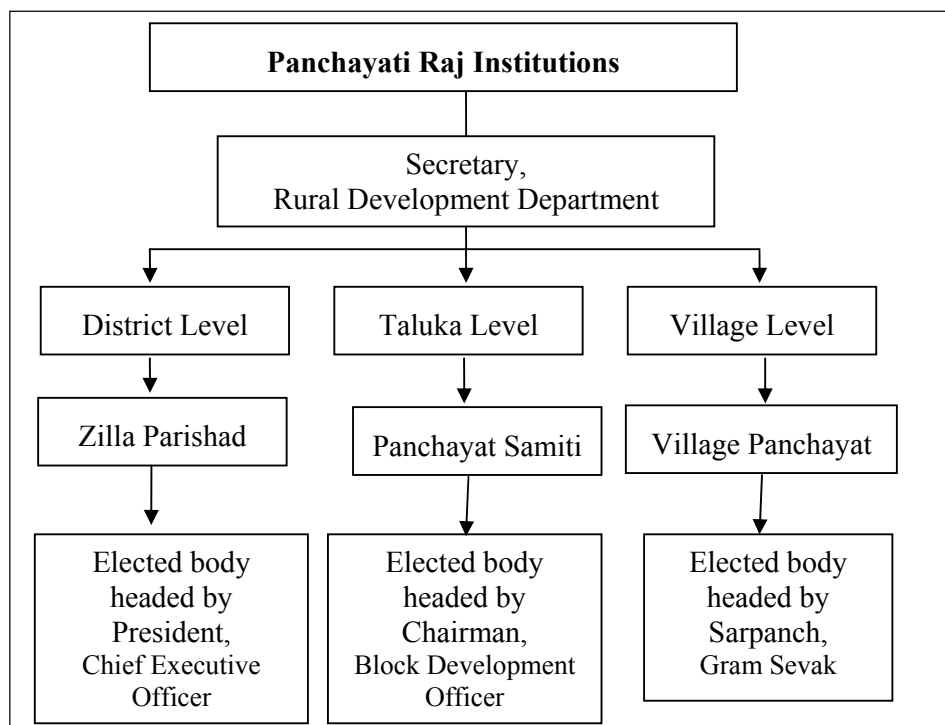 Panchayati Raj Institutions
Secretary,
Rural Development Department
District Level
Taluka Level
Village Level
Zilla Parishad
Panchayat Samiti
Village Panchayat
Elected body
headed by
President,
Chief Executive
Officer
Elected body
headed by
Chairman,
Block Development
Officer
Elected body
headed by
Sarpanch,
Gram Sevak